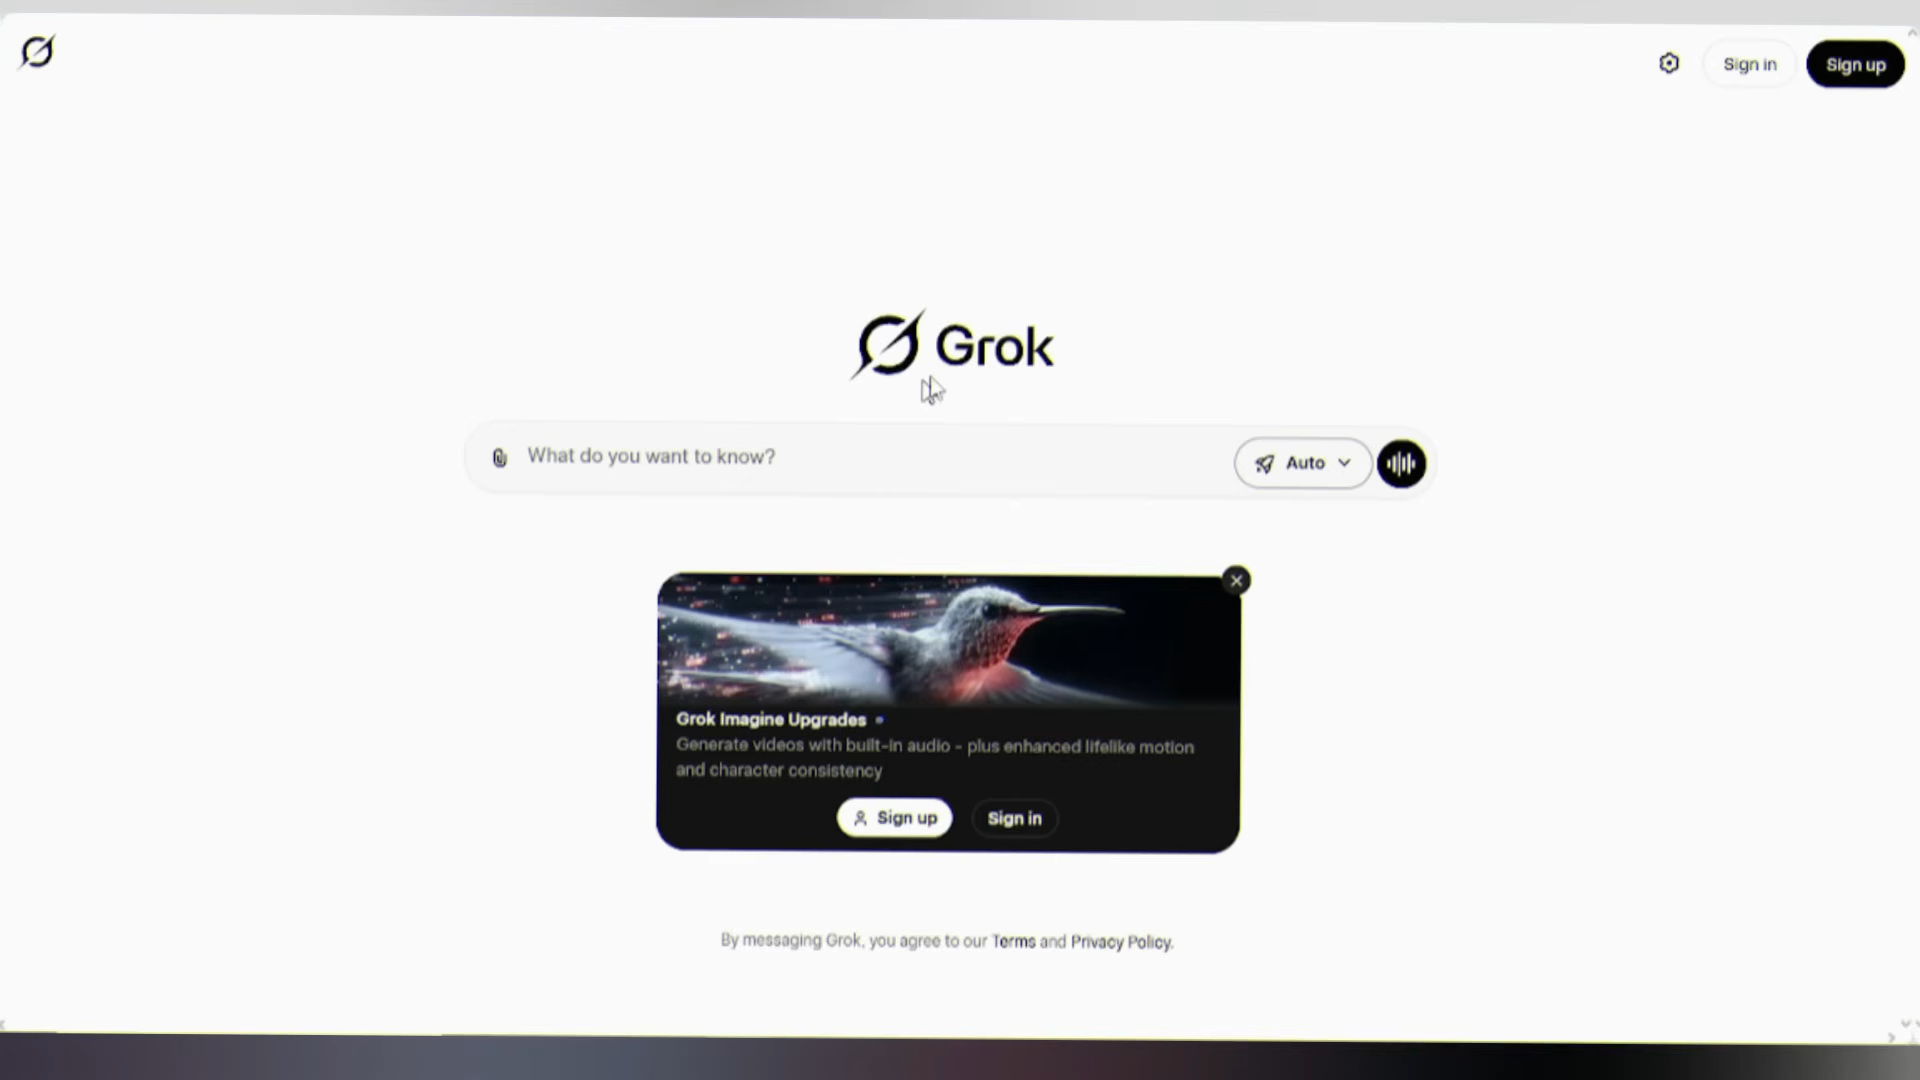 Sign in
Sign up
Grok
What do you want to know?
Auto
Grok Imagine Upgrades
Generate videos with built-in audio - plus enhanced lifelike motion
and character consistency
Sign up
Sign in
By messaging Grok, you agree to our Terms and Privacy Policy.